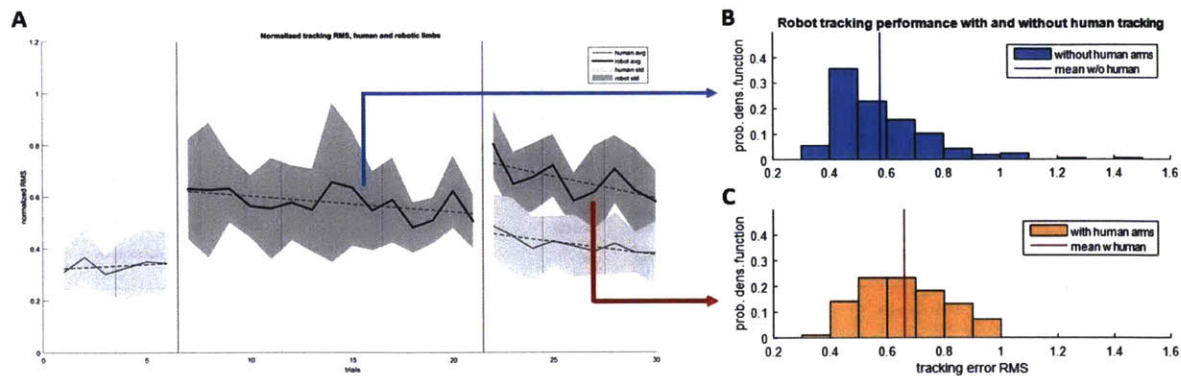 A
Normalized tracking RMS, human and robotic limbs
human avg
robot avg
human std
robot std
1.2
1
0.8
0.6
0.4
0.2
0
normalized RMS
0 5 10 15 20 25 30
trials
B
Robot tracking performance with and without human tracking
without human arms
mean w/o human
0.4
0.3
0.2
0.1
0
prob. dens. function
0.2 0.4 0.6 0.8 1 1.2 1.4 1.6
C
with human arms
mean w human
0.4
0.3
0.2
0.1
0
prob. dens. function
0.2 0.4 0.6 0.8 1 1.2 1.4 1.6
tracking error RMS